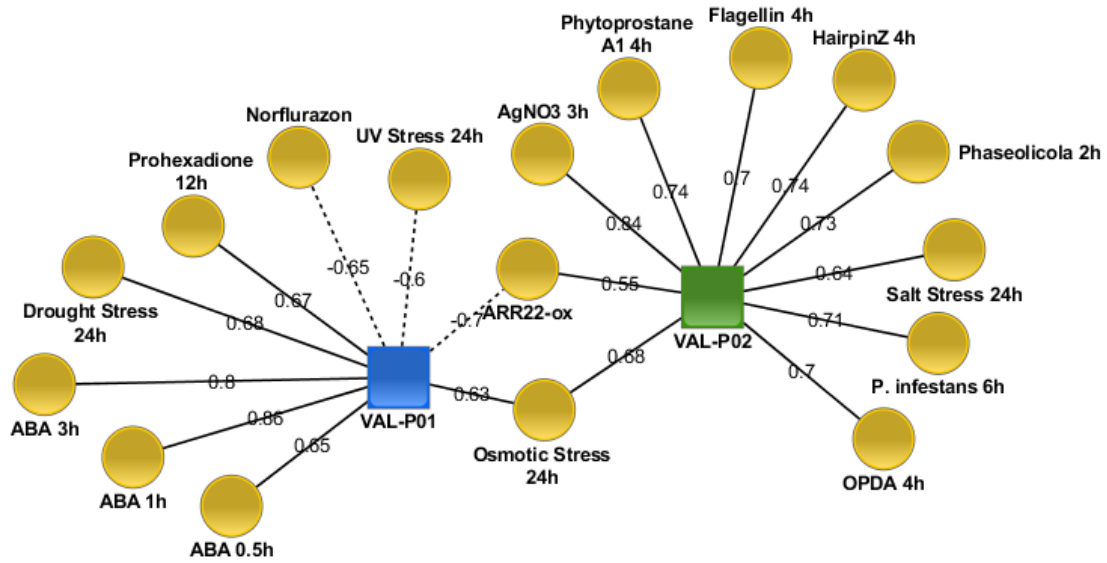 Phytoprostane
A1 4h
Flagellin 4h
HairpinZ 4h
AgNO3 3h
Norflurazon
UV Stress 24h
Prohexadione
12h
Phaseolicola 2h
0.74
0.7
0.74
0.84
0.73
-0.65
-0.6
0.64
0.55
Salt Stress 24h
0.67
ARR22-ox
-0.7
0.71
Drought Stress
24h
0.68
VAL-P02
0.68
0.7
P. infestans 6h
0.8
0.63
VAL-P01
ABA 3h
0.86
0.65
Osmotic Stress
24h
OPDA 4h
ABA 1h
ABA 0.5h